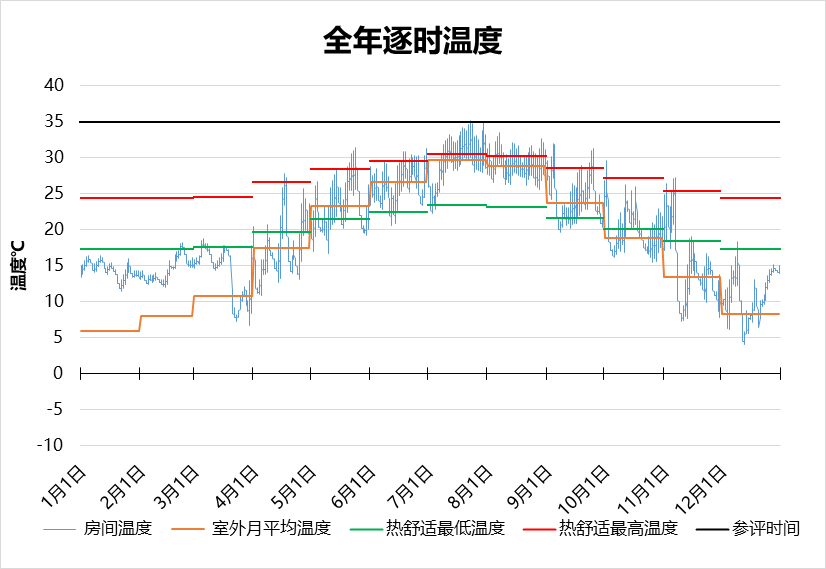 全年逐时温度
温度℃
40
35
30
25
20
15
10
5
0
-5
-10
1月1日
2月1日
3月1日
4月1日
5月1日
6月1日
7月1日
8月1日
9月1日
10月1日
11月1日
12月1日
房间温度 室外月平均温度 热舒适最低温度 热舒适最高温度 参评时间